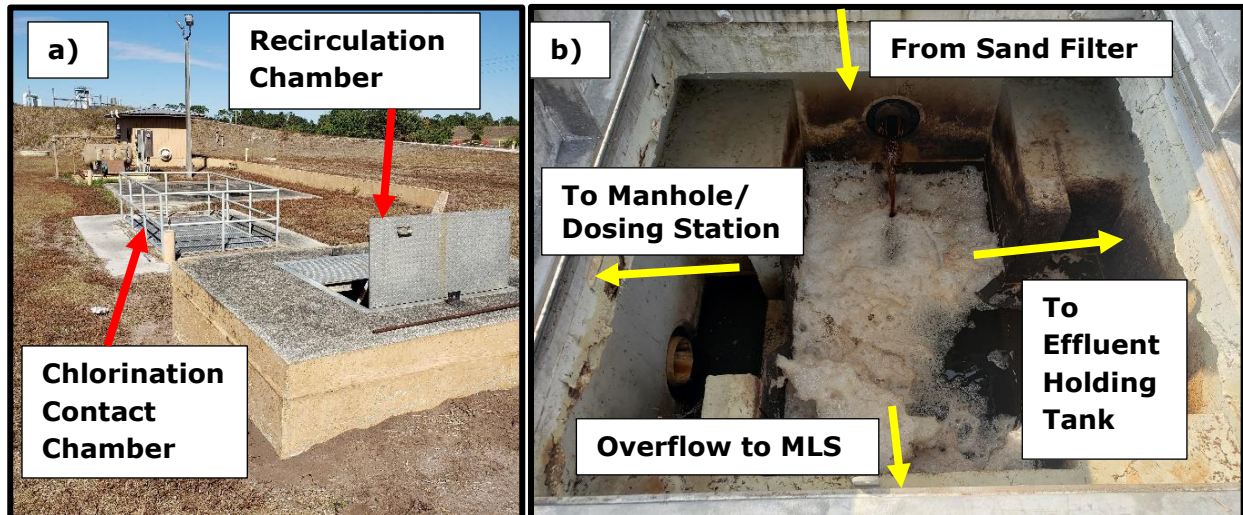 a)
Recirculation
Chamber
Chlorination
Contact
Chamber
b)
From Sand Filter
To Manhole/
Dosing Station
To
Effluent
Holding
Tank
Overflow to MLS